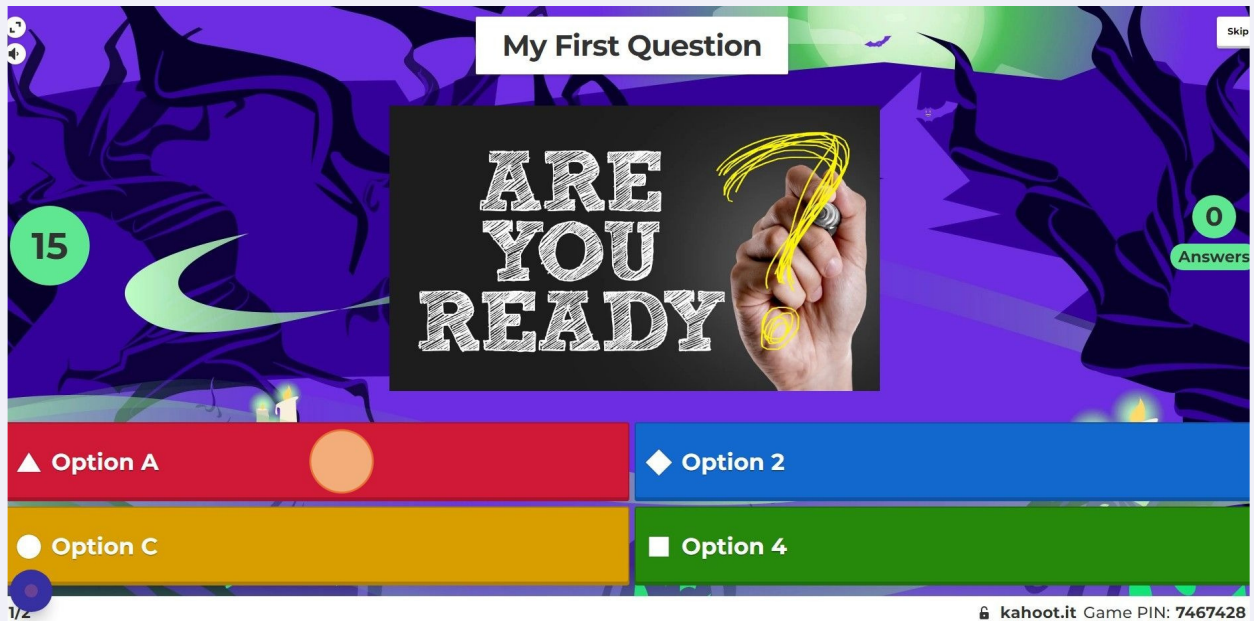 My First Question
Skip
ARE
YOU
READY
?
15
0
Answers
Option A
Option 2
Option C
Option 4
1/2
kahoot.it Game PIN: 7467428